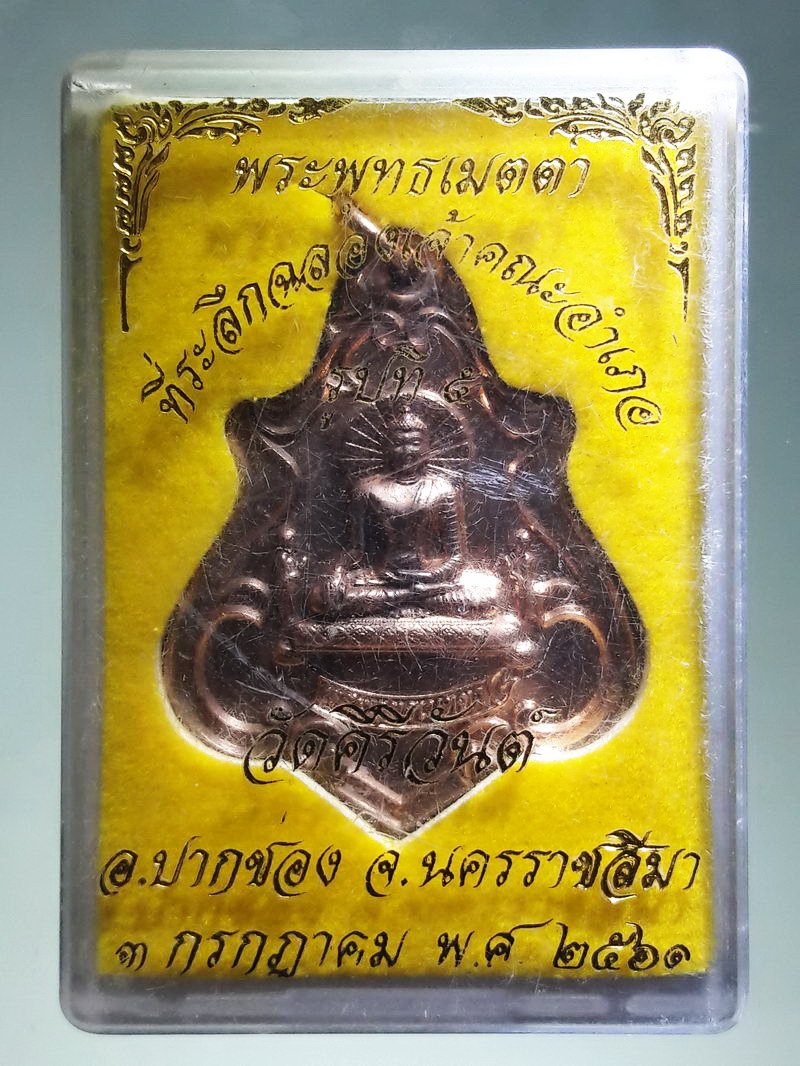 พระพุทธเมตตา
ที่ระลึกฉลองเจ้าคณะอำเภอ
รูปที่ ๕
วัดคีรีวันต์
อ.ปากช่อง จ.นครราชสีมา
๓ กรกฎาคม พ.ศ. ๒๕๖๑